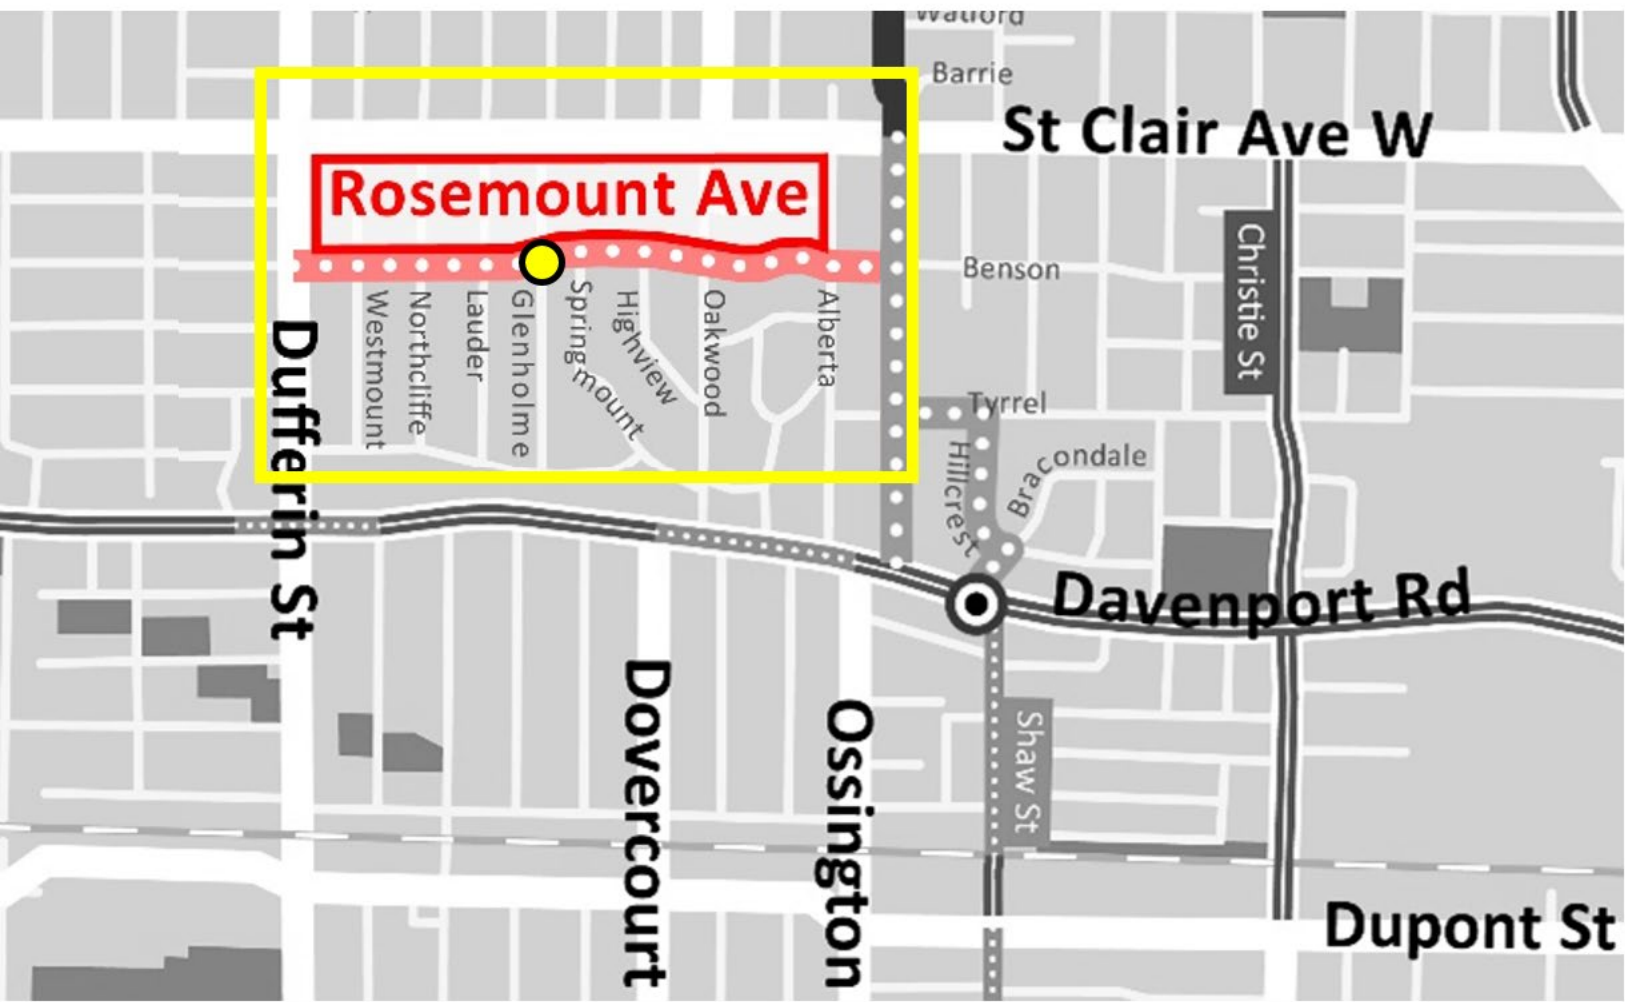 Watford
Barrie
St Clair Ave W
Rosemount Ave
Christie St
Benson
Westmount
Northcliffe
Lauder
Glenholme
Springmount
Highview
Oakwood
Alberta
Dufferin St
Tyrrel
Hillcrest
Bracondale
Davenport Rd
Dovercourt
Ossington
Shaw St
Dupont St